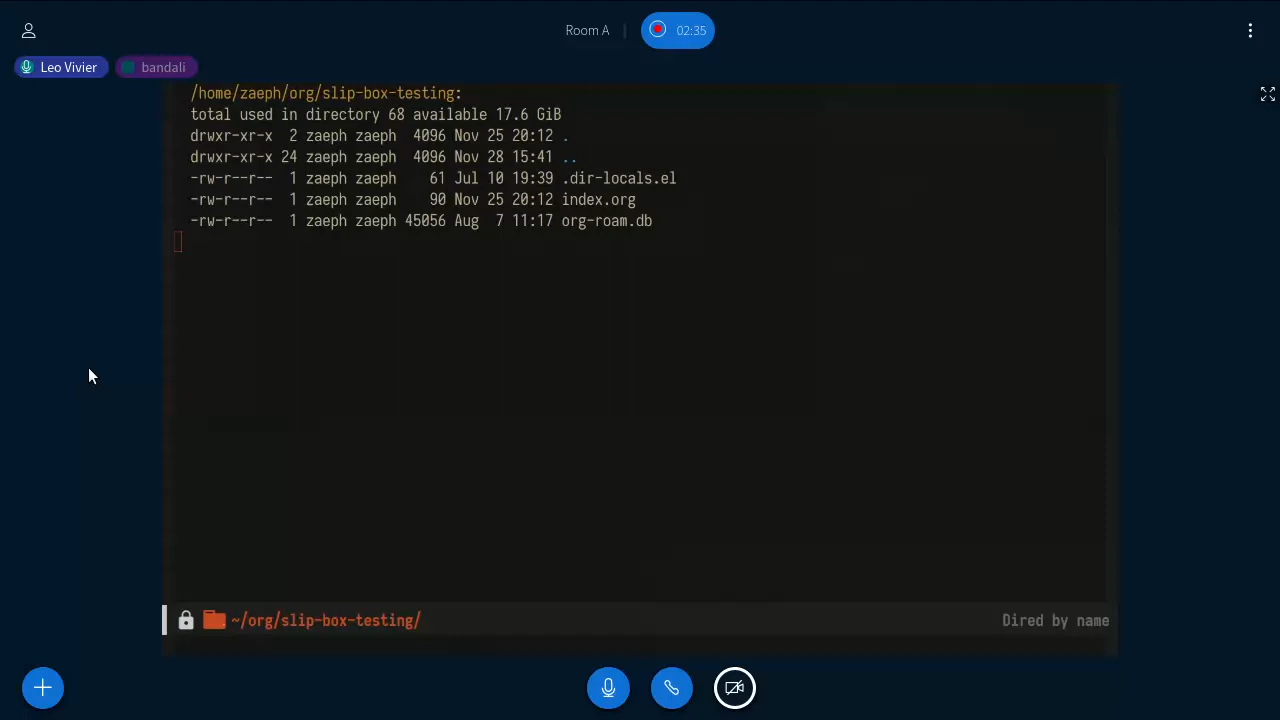 Room A
02:35
Leo Vivier
bandali
/home/zaeph/org/slip-box-testing:
total used in directory 68 available 17.6 GiB
drwxr-xr-x  2 zaeph zaeph  4096 Nov 25 20:12 .
drwxr-xr-x 24 zaeph zaeph  4096 Nov 28 15:41 ..
-rw-r--r--  1 zaeph zaeph    61 Jul 10 19:39 .dir-locals.el
-rw-r--r--  1 zaeph zaeph    90 Nov 25 20:12 index.org
-rw-r--r--  1 zaeph zaeph 45056 Aug  7 11:17 org-roam.db
~/org/slip-box-testing/ Dired by name